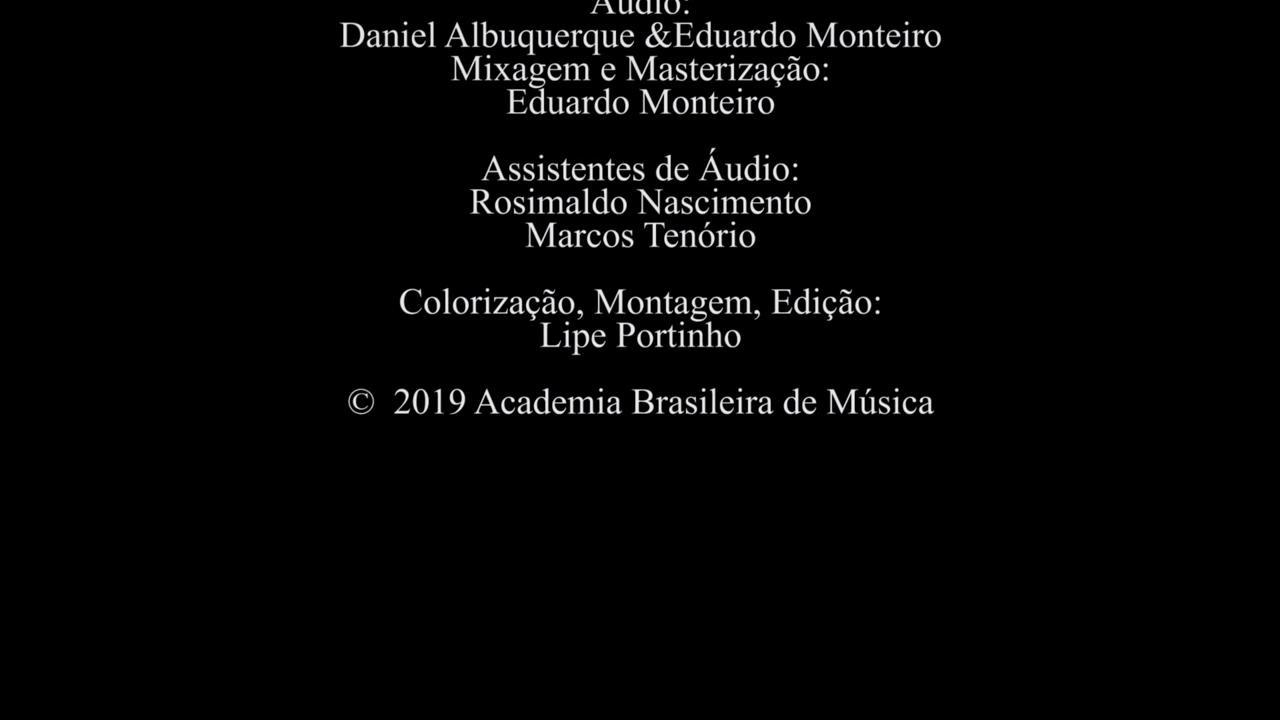 Áudio:
Daniel Albuquerque &Eduardo Monteiro
Mixagem e Masterização:
Eduardo Monteiro
Assistentes de Áudio:
Rosimaldo Nascimento
Marcos Tenório
Colorização, Montagem, Edição:
Lipe Portinho
© 2019 Academia Brasileira de Música